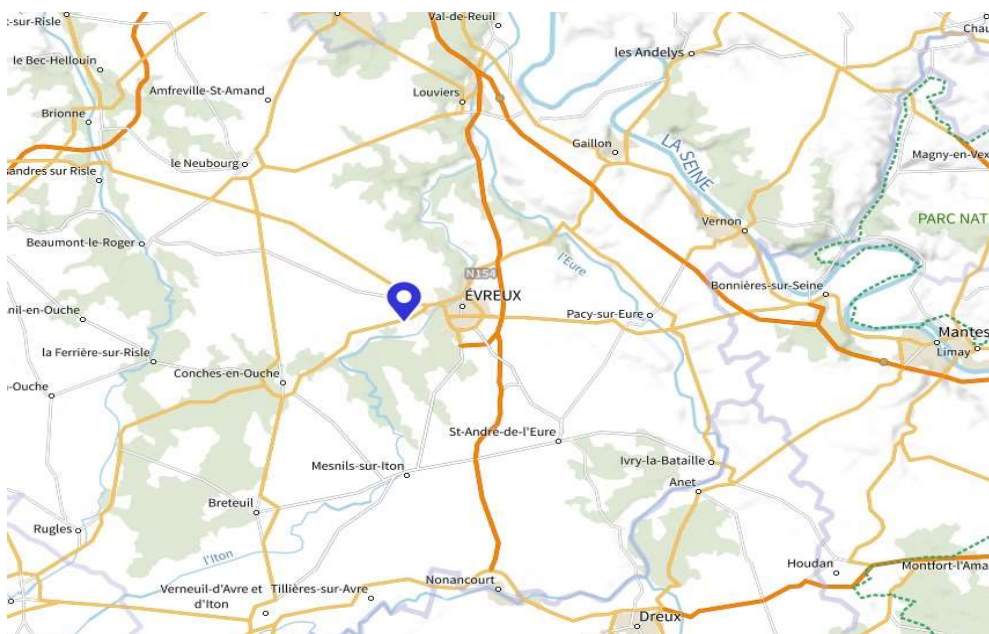 t-sur-Risle
Val-de-Reuil
Chau
les Andelys
le Bec-Hellouin
Amfreville-St-Amand
Louviers
Brionne
Gaillon
LA SEINE
le Neubourg
Magny-en-Vex
andres sur Risle
Vernon
PARC NAT
Beaumont-le-Roger
l'Eure
N154
Bonnières-sur-Seine
ÉVREUX
nil-en-Ouche
Pacy-sur-Eure
Mantes
la Ferrière-sur-Risle
Limay
Conches-en-Ouche
-Ouche
St-André-de-l'Eure
Mesnils-sur-Iton
Ivry-la-Bataille
Anet
Breteuil
Rugles
l'Iton
Houdan
Montfort-l'Ama
Nonancourt
Verneuil-d'Avre et
d'Iton
Tillières-sur-Avre
Dreux